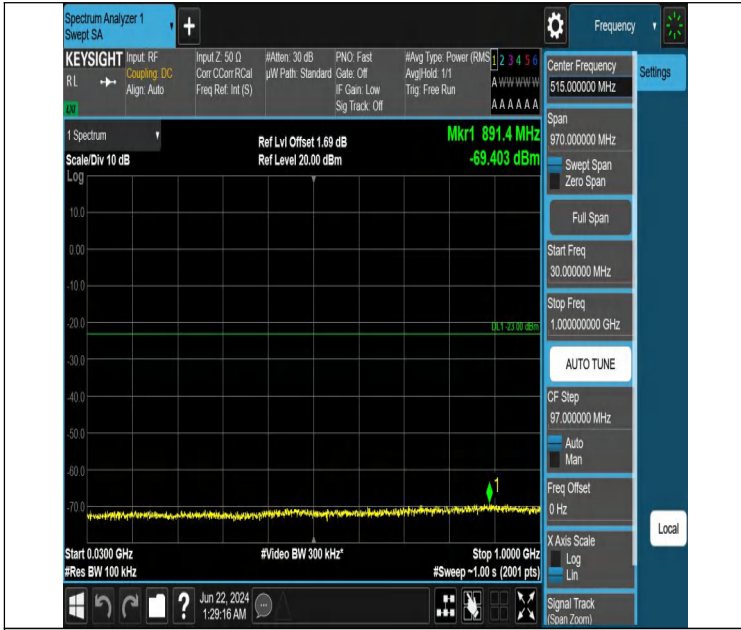 Spectrum Analyzer 1
Swept SA
+
Frequency
KEYSIGHT
RL
LXI
Input: RF
Coupling: DC
Align: Auto
Input Z: 50 Ω
Corr CCorr RCal
Freq Ref: Int (S)
#Atten: 30 dB
µW Path: Standard
PNO: Fast
Gate: Off
IF Gain: Low
Sig Track: Off
#Avg Type: Power (RMS
Avg|Hold: 1/1
Trig: Free Run
1 2 3 4 5 6
A W W W W W
A A A A A A
1 Spectrum
Scale/Div 10 dB
Log
Ref Lvl Offset 1.69 dB
Ref Level 20.00 dBm
Mkr1 891.4 MHz
-69.403 dBm
10.0
0.00
-10.0
-20.0
DL1 -23.00 dBm
-30.0
-40.0
-50.0
-60.0
1
-70.0
Start 0.0300 GHz
#Res BW 100 kHz
#Video BW 300 kHz*
Stop 1.0000 GHz
#Sweep ~1.00 s (2001 pts)
Center Frequency
515.000000 MHz
Settings
Span
970.000000 MHz
Swept Span
Zero Span
Full Span
Start Freq
30.000000 MHz
Stop Freq
1.000000000 GHz
AUTO TUNE
CF Step
97.000000 MHz
Auto
Man
Freq Offset
0 Hz
Local
X Axis Scale
Log
Lin
Signal Track
(Span Zoom)
?
Jun 22, 2024
1:29:16 AM